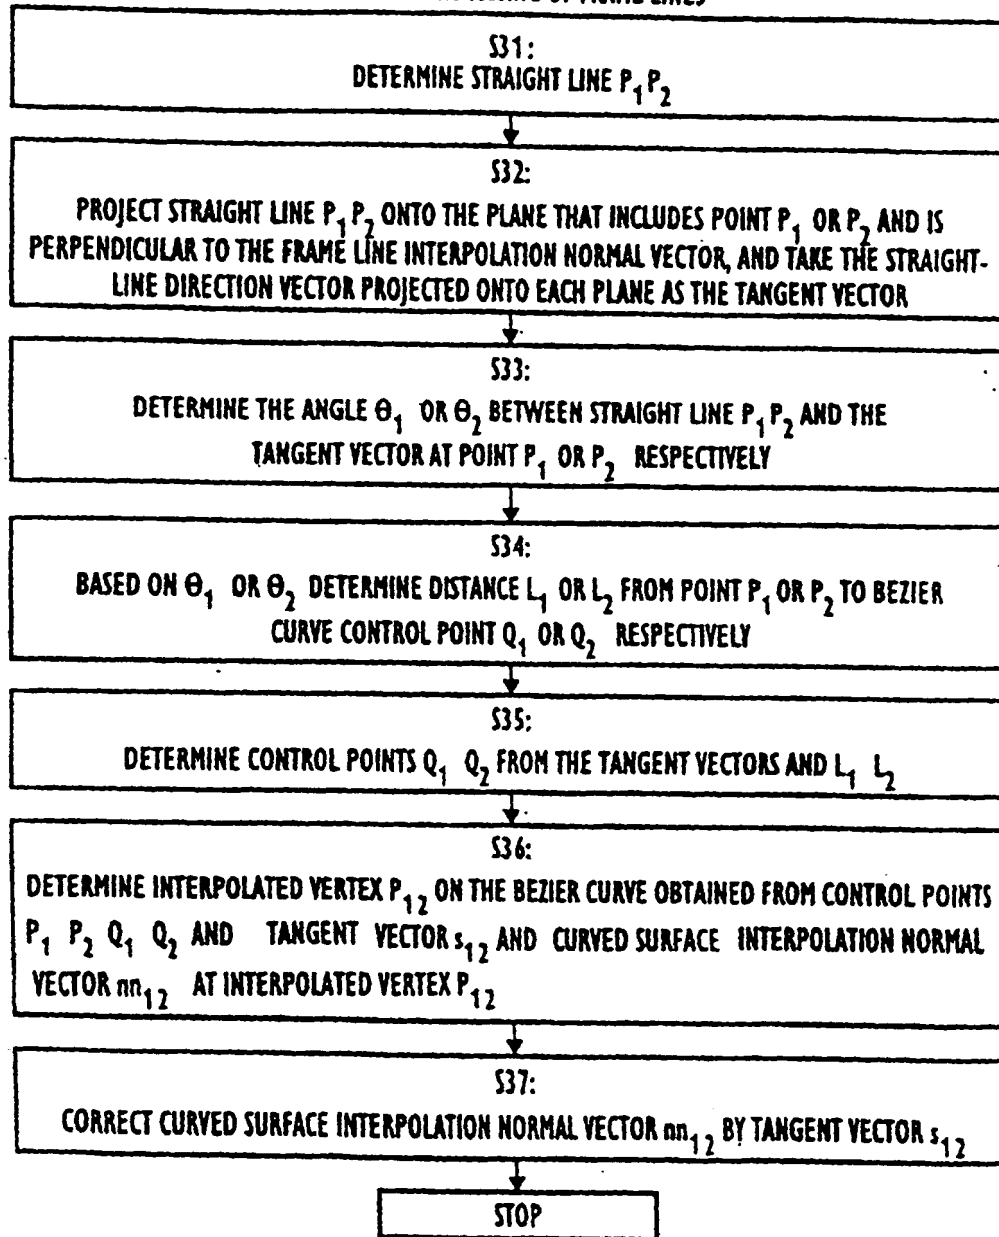 OF FRAME LINES
S31:
DETERMINE STRAIGHT LINE P₁P₂
S32:
PROJECT STRAIGHT LINE P₁P₂ ONTO THE PLANE THAT INCLUDES POINT P₁ OR P₂ AND IS
PERPENDICULAR TO THE FRAME LINE INTERPOLATION NORMAL VECTOR, AND TAKE THE STRAIGHT-
LINE DIRECTION VECTOR PROJECTED ONTO EACH PLANE AS THE TANGENT VECTOR
S33:
DETERMINE THE ANGLE Θ₁ OR Θ₂ BETWEEN STRAIGHT LINE P₁P₂ AND THE
TANGENT VECTOR AT POINT P₁ OR P₂ RESPECTIVELY
S34:
BASED ON Θ₁ OR Θ₂ DETERMINE DISTANCE L₁ OR L₂ FROM POINT P₁ OR P₂ TO BEZIER
CURVE CONTROL POINT Q₁ OR Q₂ RESPECTIVELY
S35:
DETERMINE CONTROL POINTS Q₁ Q₂ FROM THE TANGENT VECTORS AND L₁ L₂
S36:
DETERMINE INTERPOLATED VERTEX P₁₂ ON THE BEZIER CURVE OBTAINED FROM CONTROL POINTS
P₁ P₂ Q₁ Q₂ AND TANGENT VECTOR s₁₂ AND CURVED SURFACE INTERPOLATION NORMAL
VECTOR nn₁₂ AT INTERPOLATED VERTEX P₁₂
S37:
CORRECT CURVED SURFACE INTERPOLATION NORMAL VECTOR nn₁₂ BY TANGENT VECTOR s₁₂
STOP